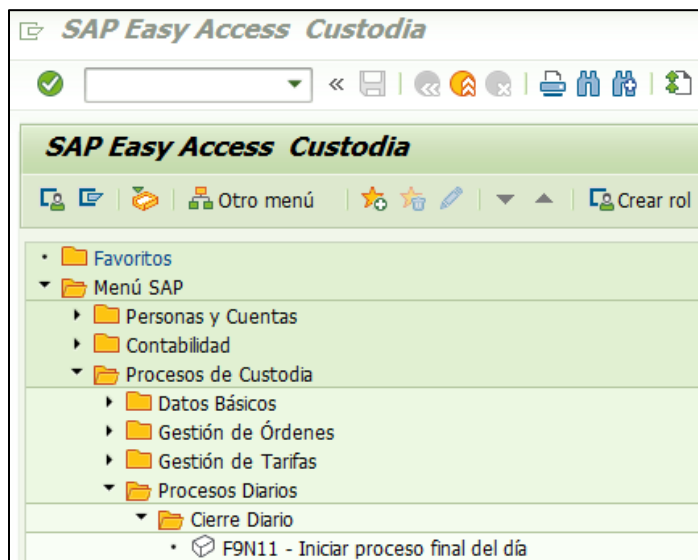 SAP Easy Access Custodia
SAP Easy Access Custodia
Otro menú Crear rol
Favoritos
Menú SAP
Personas y Cuentas
Contabilidad
Procesos de Custodia
Datos Básicos
Gestión de Órdenes
Gestión de Tarifas
Procesos Diarios
Cierre Diario
F9N11 - Iniciar proceso final del día